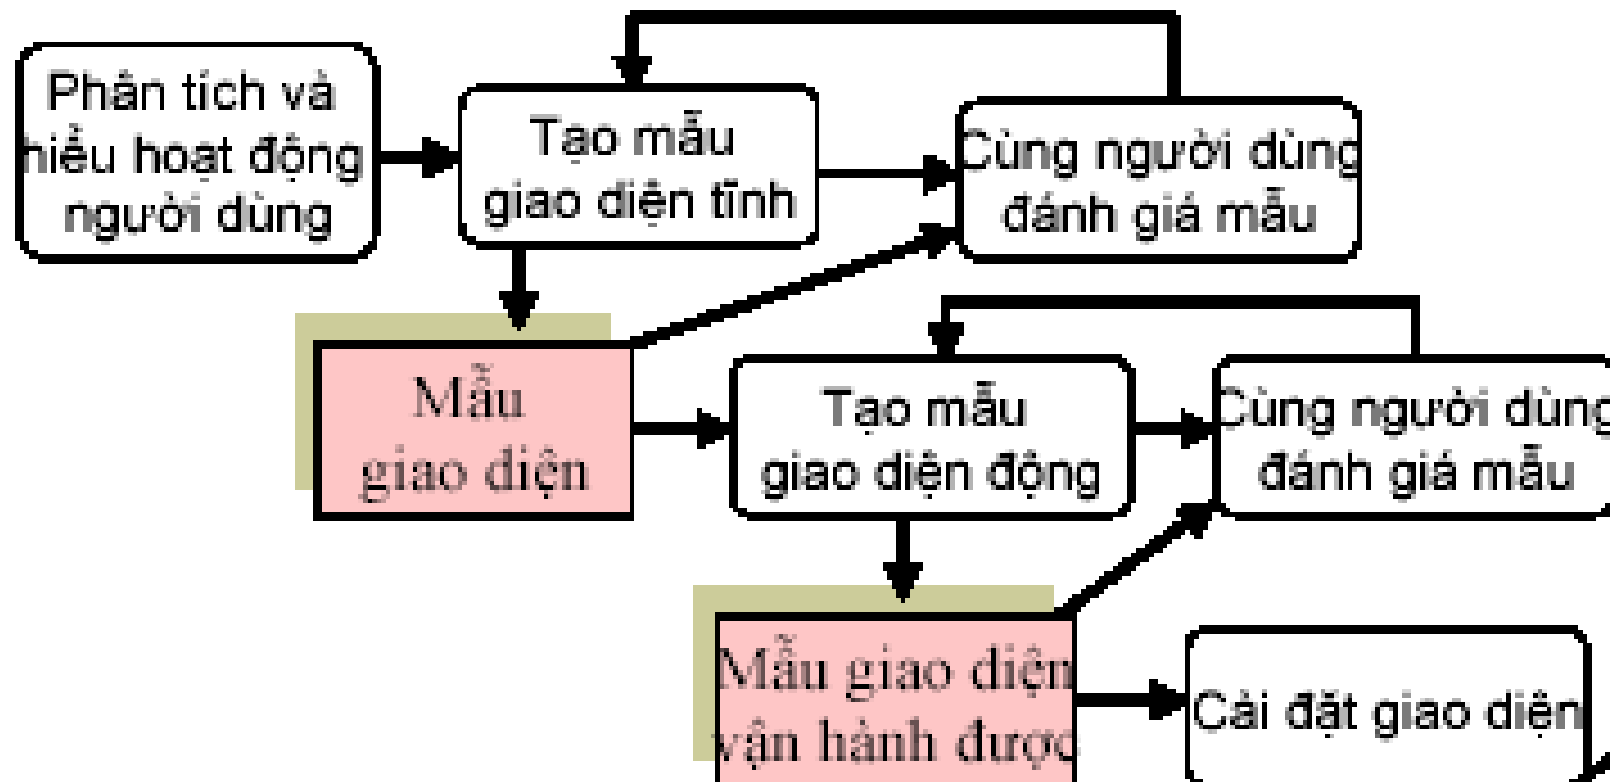 Phân tích và
hiểu hoạt động
người dùng
Tạo mẫu
giao diện tĩnh
Cùng người dùng
đánh giá mẫu
Mẫu
giao diện
Tạo mẫu
giao diện động
Cùng người dùng
đánh giá mẫu
Mẫu giao diện
vận hành được
Cài đặt giao diện